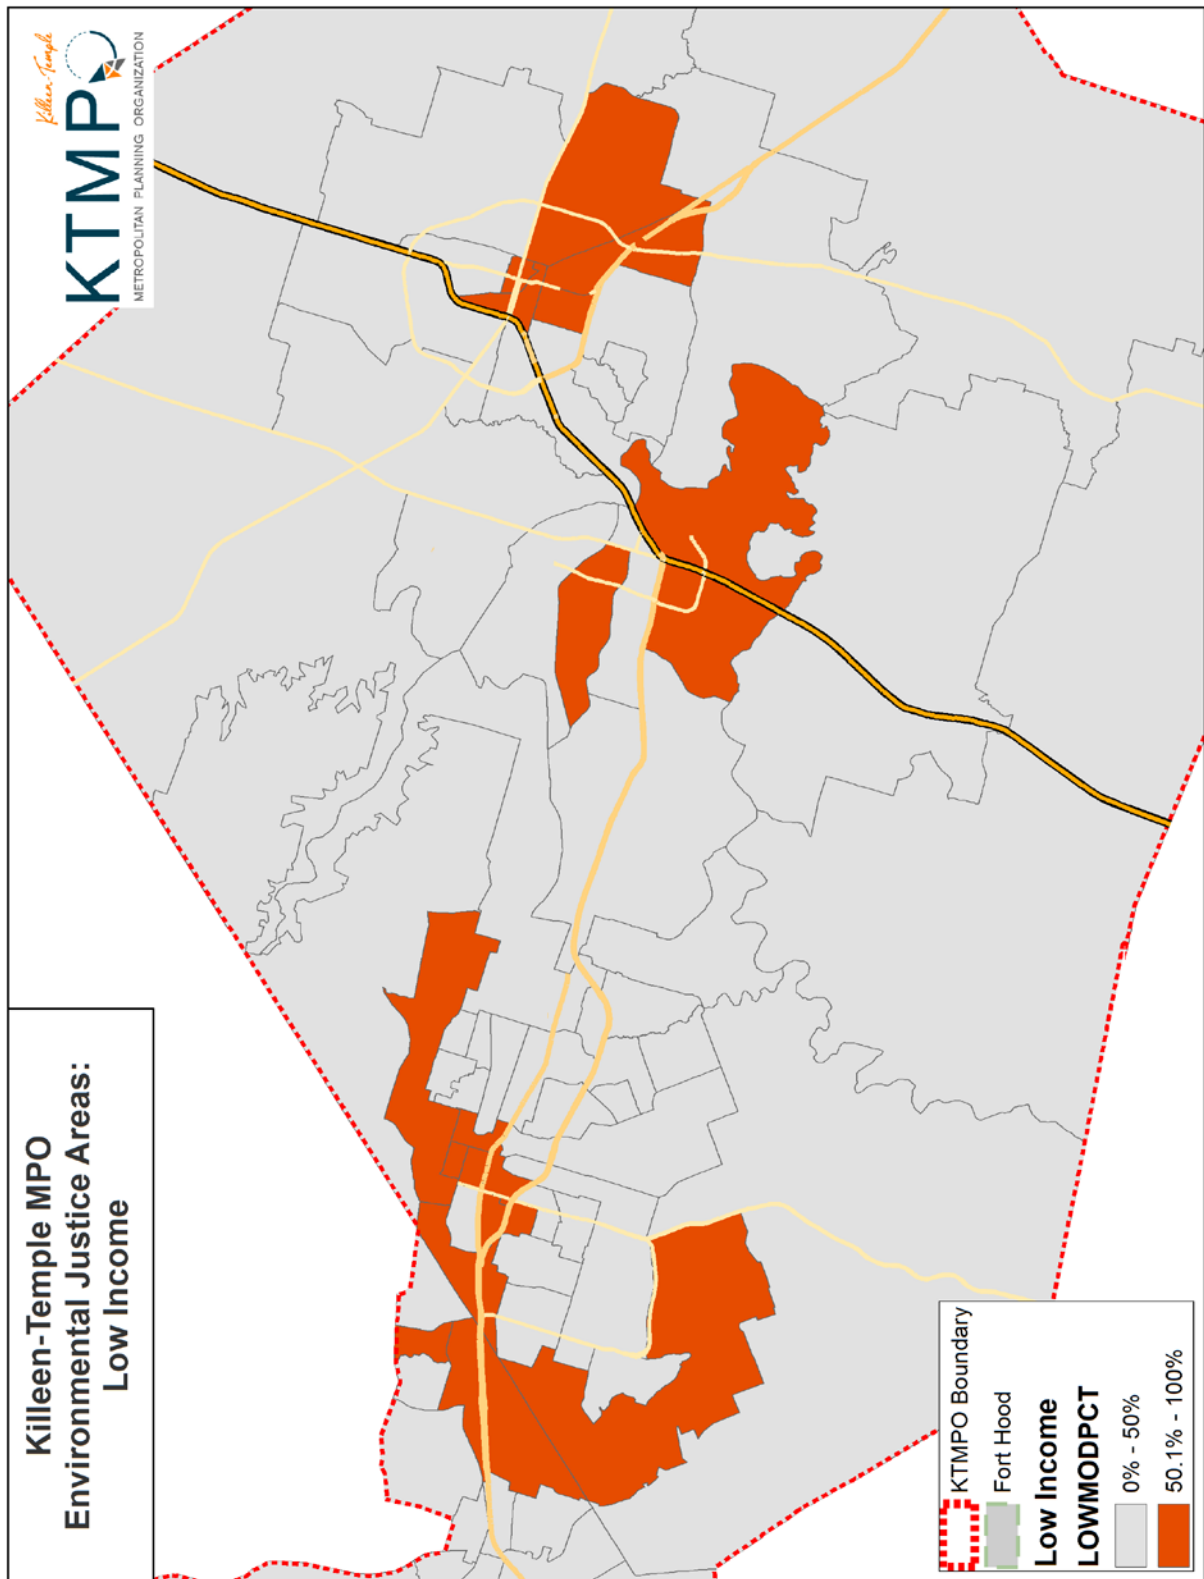 Killeen-Temple MPO
Environmental Justice Areas:
Low Income
Killeen-Temple
KTMPO
METROPOLITAN PLANNING ORGANIZATION
KTMPO Boundary
Fort Hood
Low Income
LOWMODPCT
0% - 50%
50.1% - 100%